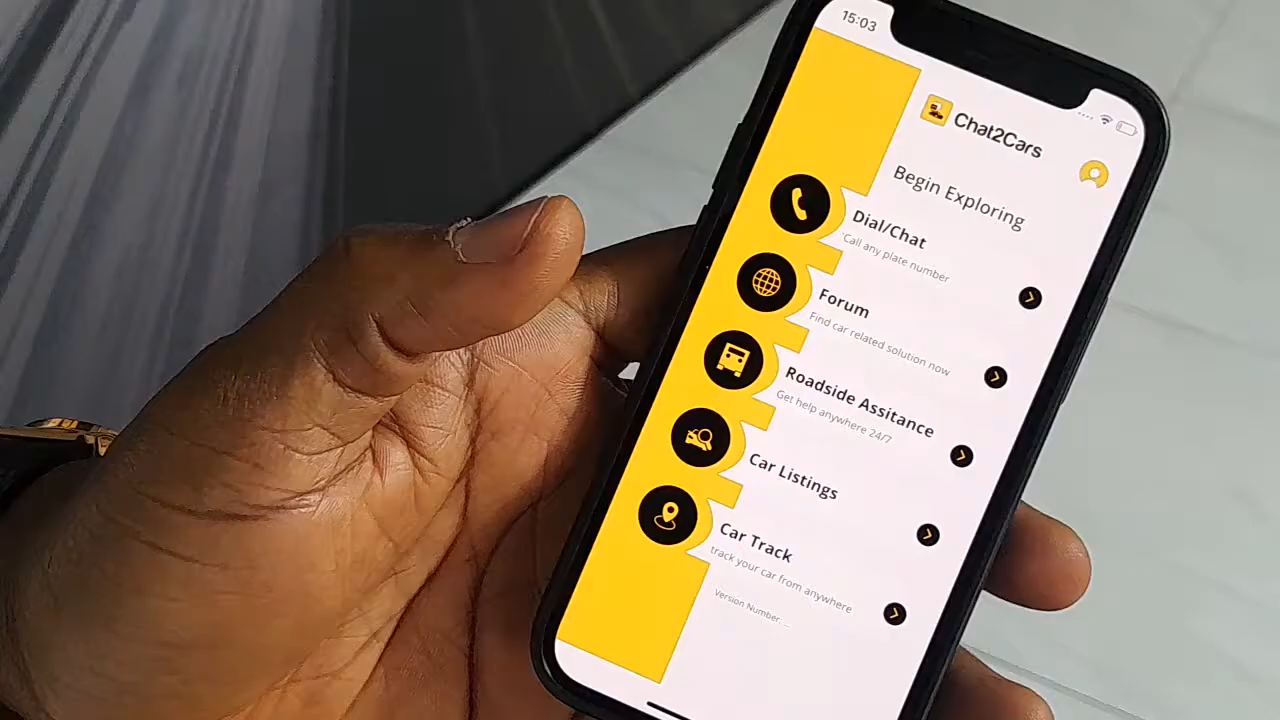 15:03
Chat2Cars
Begin Exploring
Dial/Chat
`Call any plate number
Forum
Find car related solution now
Roadside Assitance
Get help anywhere 24/7
Car Listings
Car Track
track your car from anywhere
Version Number ...